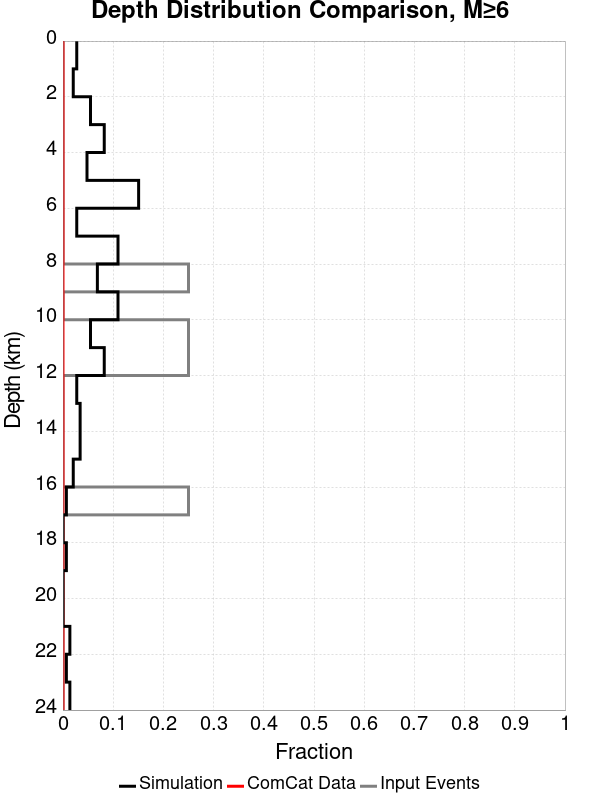 Depth Distribution Comparison, M≥6
0
2
4
6
8
10
12
14
16
18
20
22
24
Depth (km)
0 0.1 0.2 0.3 0.4 0.5 0.6 0.7 0.8 0.9 1
Fraction
Simulation ComCat Data Input Events